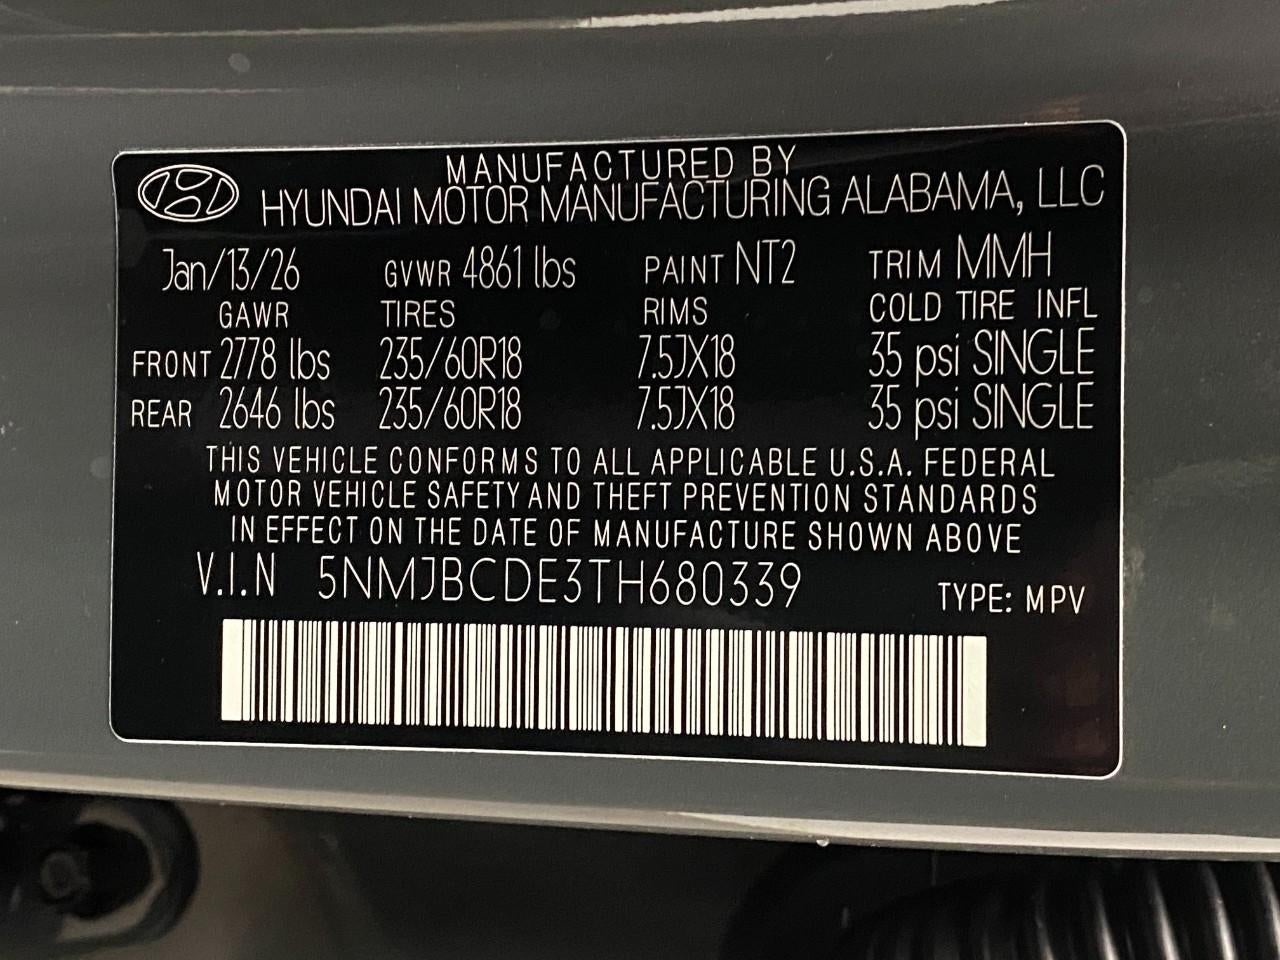 MANUFACTURED BY
HYUNDAI MOTOR MANUFACTURING ALABAMA, LLC
Jan/13/26 GVWR 4861 lbs PAINT NT2 TRIM MMH
GAWR TIRES RIMS COLD TIRE INFL
FRONT 2778 lbs 235/60R18 7.5JX18 35 psi SINGLE
REAR 2646 lbs 235/60R18 7.5JX18 35 psi SINGLE
THIS VEHICLE CONFORMS TO ALL APPLICABLE U.S.A. FEDERAL
MOTOR VEHICLE SAFETY AND THEFT PREVENTION STANDARDS
IN EFFECT ON THE DATE OF MANUFACTURE SHOWN ABOVE
V.I.N 5NMJBCDE3TH680339 TYPE: MPV